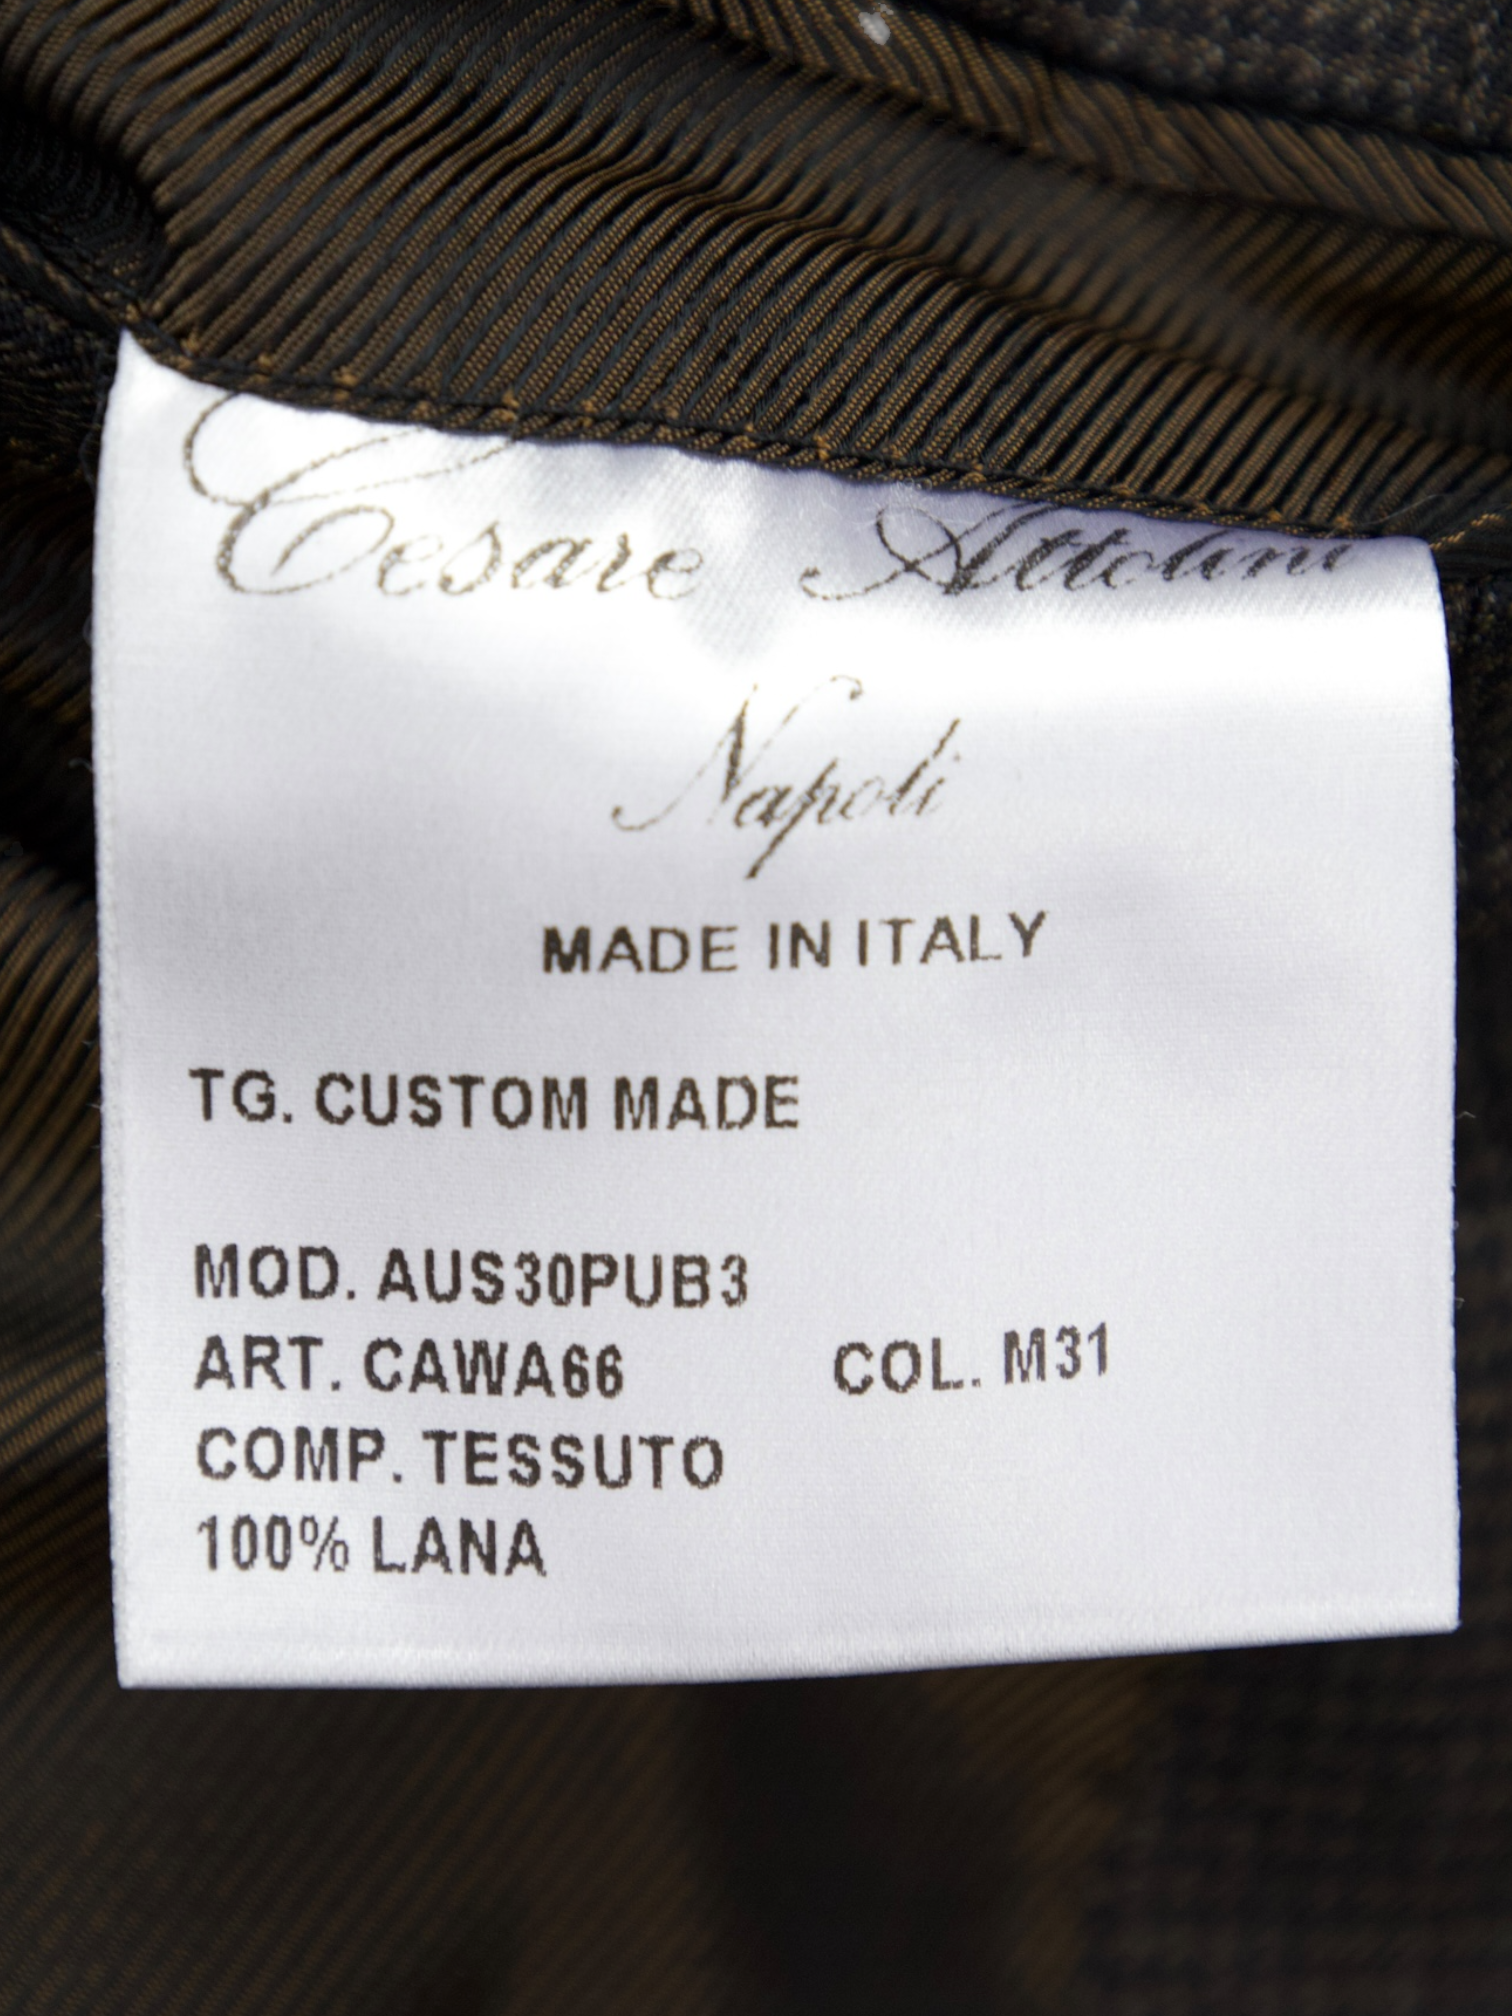 Cesare Attolini
Napoli
MADE IN ITALY
TG. CUSTOM MADE
MOD. AUS30PUB3
ART. CAWA66 COL. M31
COMP. TESSUTO
100% LANA